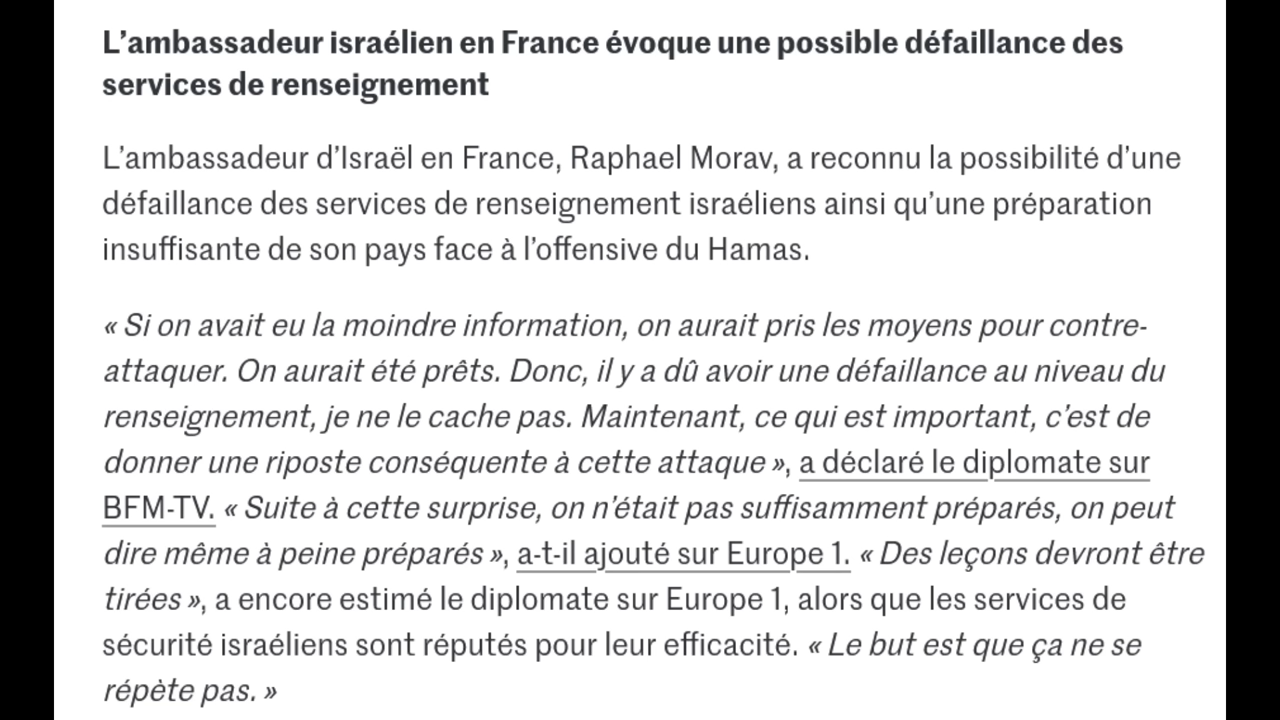 L’ambassadeur israélien en France évoque une possible défaillance des
services de renseignement
L’ambassadeur d’Israël en France, Raphael Morav, a reconnu la possibilité d’une
défaillance des services de renseignement israéliens ainsi qu’une préparation
insuffisante de son pays face à l’offensive du Hamas.
« Si on avait eu la moindre information, on aurait pris les moyens pour contre-
attaquer. On aurait été prêts. Donc, il y a dû avoir une défaillance au niveau du
renseignement, je ne le cache pas. Maintenant, ce qui est important, c’est de
donner une riposte conséquente à cette attaque », a déclaré le diplomate sur
BFM-TV. « Suite à cette surprise, on n’était pas suffisamment préparés, on peut
dire même à peine préparés », a-t-il ajouté sur Europe 1. « Des leçons devront être
tirées », a encore estimé le diplomate sur Europe 1, alors que les services de
sécurité israéliens sont réputés pour leur efficacité. « Le but est que ça ne se
répète pas. »